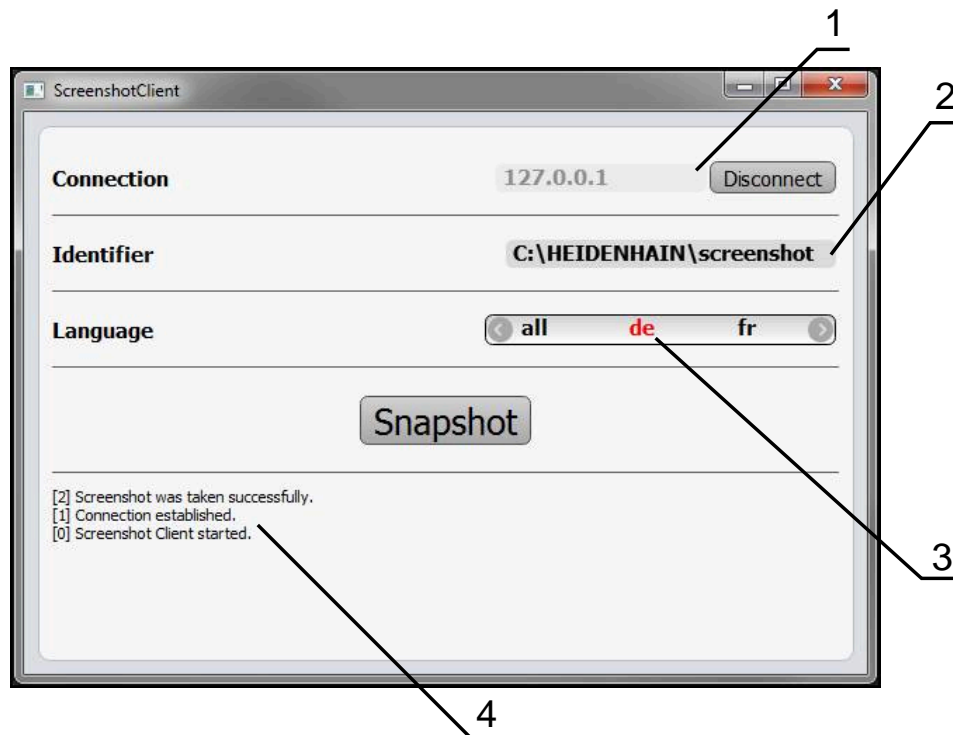 1
ScreenshotClient
2
Connection 127.0.0.1 Disconnect
Identifier C:\HEIDENHAIN\screenshot
Language all de fr
Snapshot
[2] Screenshot was taken successfully.
[1] Connection established.
[0] Screenshot Client started.
3
4